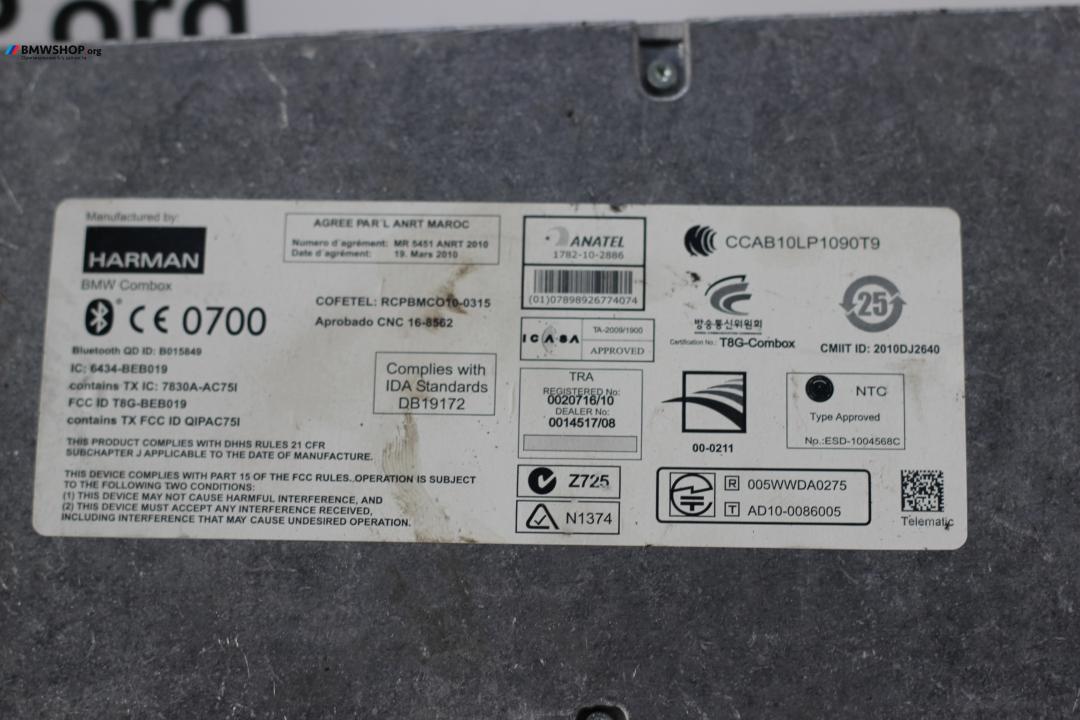 BMWSHOP.org
Manufactured by:
HARMAN
BMW Combox
CE 0700
Bluetooth QD ID: B015849
IC: 6434-BEB019
contains TX IC: 7830A-AC75I
FCC ID T8G-BEB019
contains TX FCC ID QIPAC75I
THIS PRODUCT COMPLIES WITH DHHS RULES 21 CFR
SUBCHAPTER J APPLICABLE TO THE DATE OF MANUFACTURE.
THIS DEVICE COMPLIES WITH PART 15 OF THE FCC RULES..OPERATION IS SUBJECT
TO THE FOLLOWING TWO CONDITIONS:
(1) THIS DEVICE MAY NOT CAUSE HARMFUL INTERFERENCE, AND
(2) THIS DEVICE MUST ACCEPT ANY INTERFERENCE RECEIVED,
INCLUDING INTERFERENCE THAT MAY CAUSE UNDESIRED OPERATION.
AGREE PAR'L ANRT MAROC
Numero d'agrément: MR 5451 ANRT 2010
Date d'agrément: 19. Mars 2010
COFETEL: RCPBMCO10-0315
Aprobado CNC 16-8562
Complies with
IDA Standards
DB19172
ANATEL
1782-10-2886
(01)07898926774074
ICASA
TA-2009/1900
APPROVED
TRA
REGISTERED No:
0020716/10
DEALER No:
0014517/08
Z725
N1374
CCAB10LP1090T9
방송통신위원회
Certification No.: T8G-Combox
25
CMIIT ID: 2010DJ2640
00-0211
NTC
Type Approved
No.:ESD-1004568C
R 005WWDA0275
T AD10-0086005
Telematic